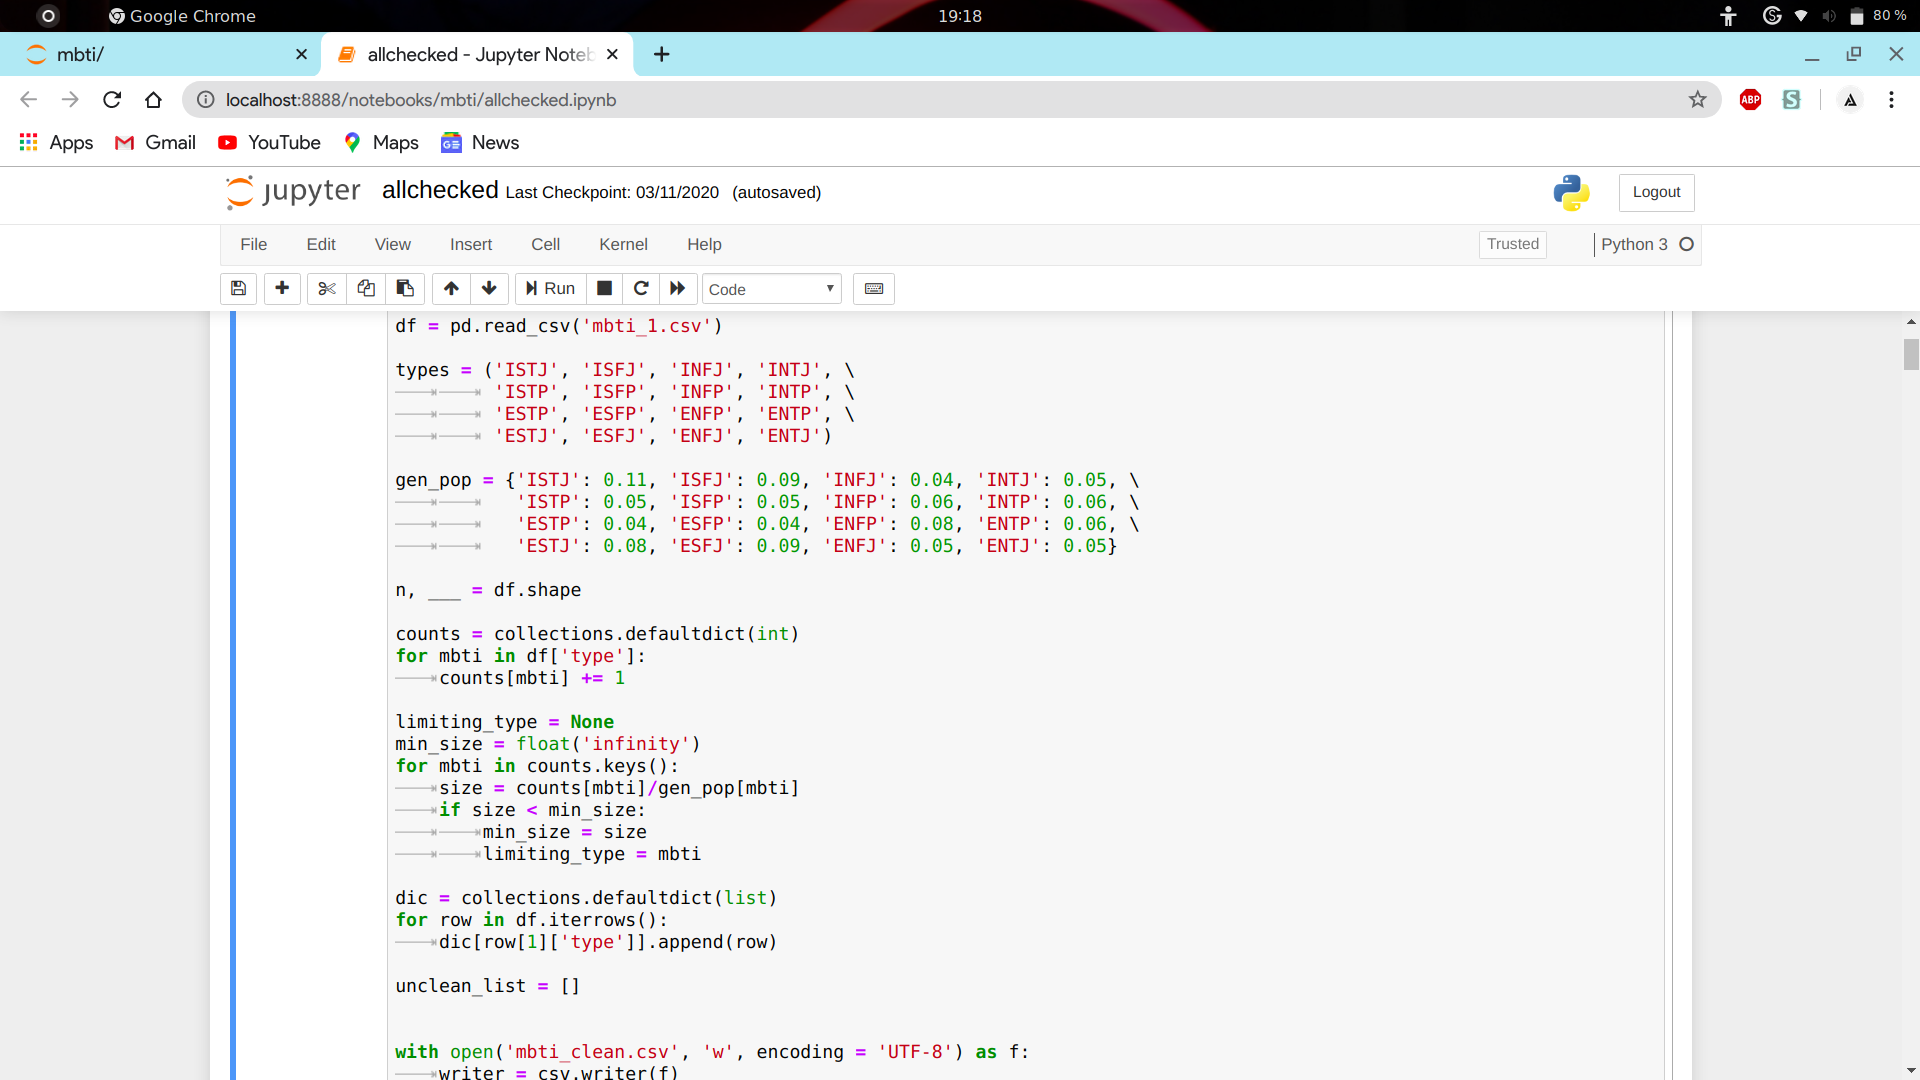 Google Chrome 19:18 80 %
mbti/ allchecked - Jupyter Noteb
localhost:8888/notebooks/mbti/allchecked.ipynb ABP S
Apps Gmail YouTube Maps GE News
jupyter allchecked Last Checkpoint: 03/11/2020 (autosaved) Logout
File Edit View Insert Cell Kernel Help Trusted Python 3
Run Code
df = pd.read_csv('mbti_1.csv')
types = ('ISTJ', 'ISFJ', 'INFJ', 'INTJ', \
'ISTP', 'ISFP', 'INFP', 'INTP', \
'ESTP', 'ESFP', 'ENFP', 'ENTP', \
'ESTJ', 'ESFJ', 'ENFJ', 'ENTJ')
gen_pop = {'ISTJ': 0.11, 'ISFJ': 0.09, 'INFJ': 0.04, 'INTJ': 0.05, \
'ISTP': 0.05, 'ISFP': 0.05, 'INFP': 0.06, 'INTP': 0.06, \
'ESTP': 0.04, 'ESFP': 0.04, 'ENFP': 0.08, 'ENTP': 0.06, \
'ESTJ': 0.08, 'ESFJ': 0.09, 'ENFJ': 0.05, 'ENTJ': 0.05}
n, ___ = df.shape
counts = collections.defaultdict(int)
for mbti in df['type']:
counts[mbti] += 1
limiting_type = None
min_size = float('infinity')
for mbti in counts.keys():
size = counts[mbti]/gen_pop[mbti]
if size < min_size:
min_size = size
limiting_type = mbti
dic = collections.defaultdict(list)
for row in df.iterrows():
dic[row[1]['type']].append(row)
unclean_list = []
with open('mbti_clean.csv', 'w', encoding = 'UTF-8') as f:
writer = csv.writer(f)